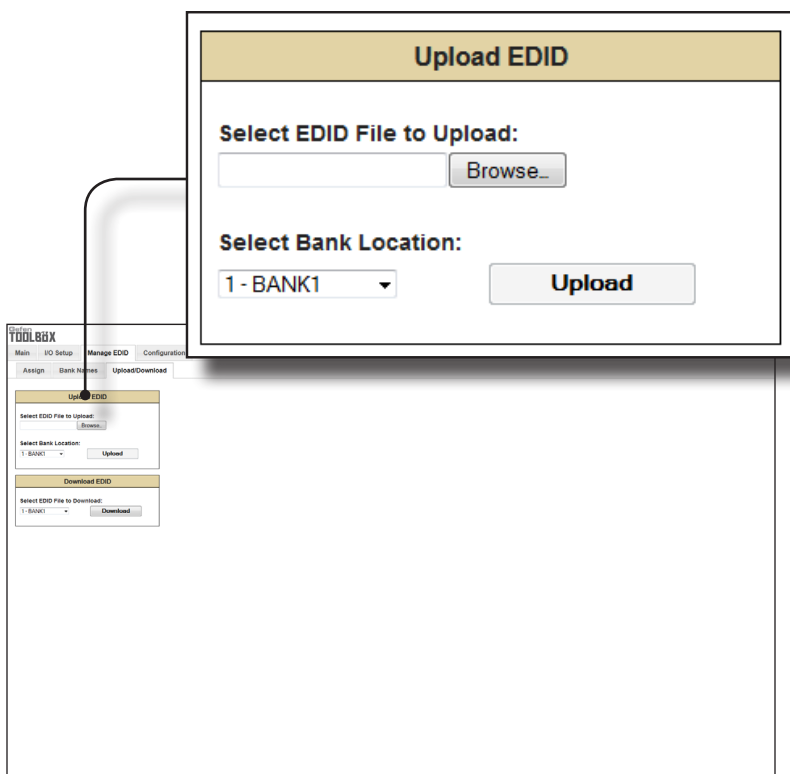 Upload EDID
Select EDID File to Upload:
Browse...
Select Bank Location:
1 - BANK1
Upload
Gefen
TOOLBOX
Main I/O Setup Manage EDID Configuration
Assign Bank Names Upload/Download
Upload EDID
Select EDID File to Upload:
Browse...
Select Bank Location:
1 - BANK1 Upload
Download EDID
Select EDID File to Download:
1 - BANK1 Download